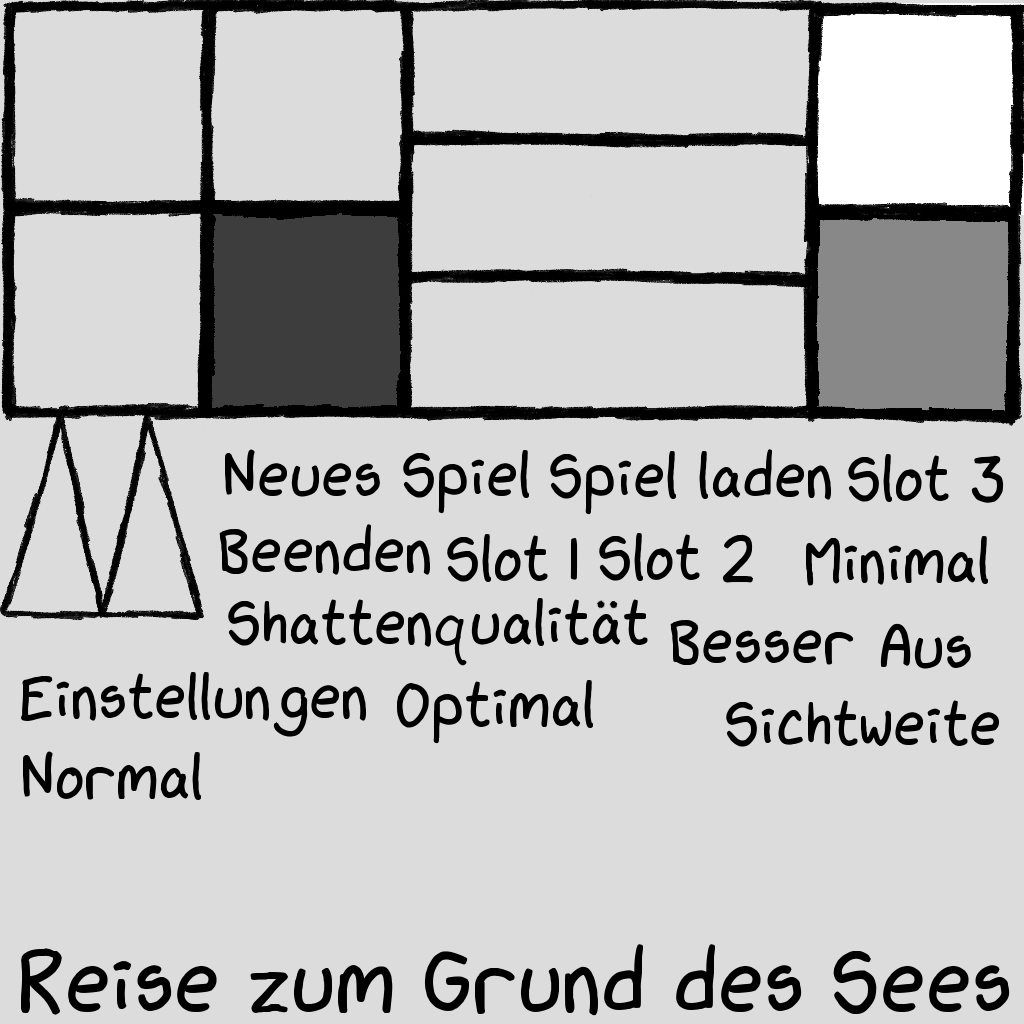 Neues Spiel Spiel laden Slot 3
Beenden Slot 1 Slot 2 Minimal
Shattenqualität Besser Aus
Einstellungen Optimal Sichtweite
Normal
Reise zum Grund des Sees